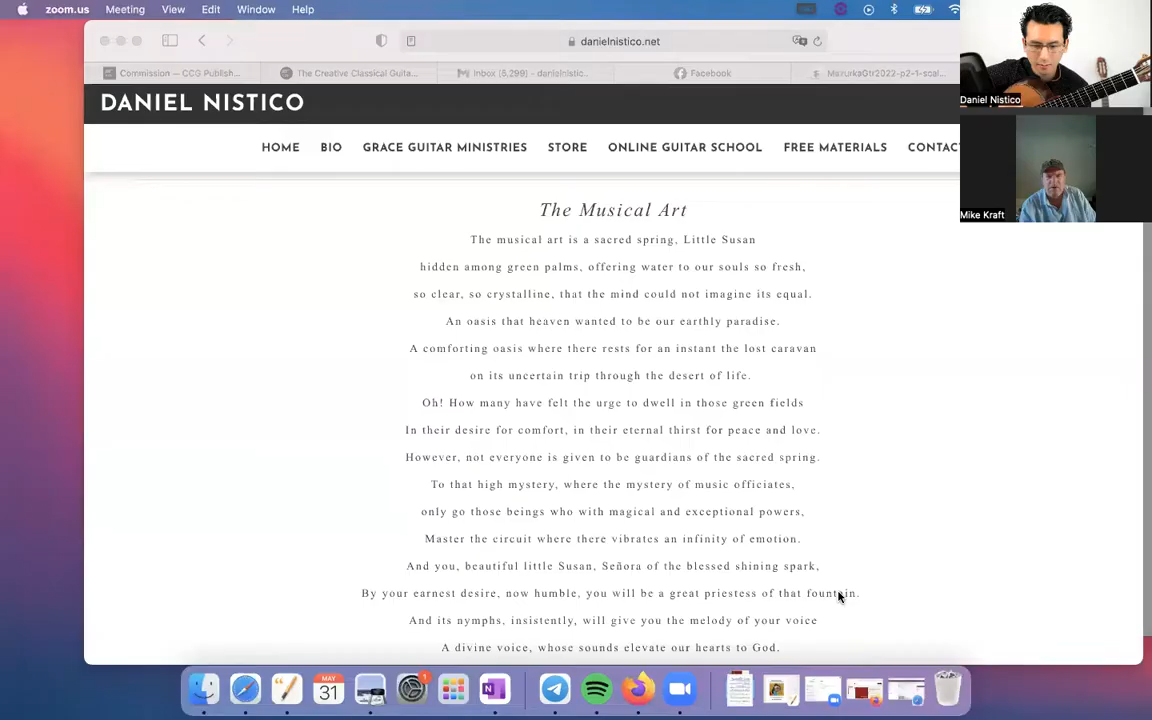 zoom.us Meeting View Edit Window Help
danielnistico.net
Commission — CCG Publish...
The Creative Classical Guita...
Inbox (6,299) – danielnistic...
Facebook
MazurkaGtr2022-p2-1-scal...
DANIEL NISTICO
HOME BIO GRACE GUITAR MINISTRIES STORE ONLINE GUITAR SCHOOL FREE MATERIALS CONTAC
Daniel Nistico
Mike Kraft
The Musical Art
The musical art is a sacred spring, Little Susan
hidden among green palms, offering water to our souls so fresh,
so clear, so crystalline, that the mind could not imagine its equal.
An oasis that heaven wanted to be our earthly paradise.
A comforting oasis where there rests for an instant the lost caravan
on its uncertain trip through the desert of life.
Oh! How many have felt the urge to dwell in those green fields
In their desire for comfort, in their eternal thirst for peace and love.
However, not everyone is given to be guardians of the sacred spring.
To that high mystery, where the mystery of music officiates,
only go those beings who with magical and exceptional powers,
Master the circuit where there vibrates an infinity of emotion.
And you, beautiful little Susan, Señora of the blessed shining spark,
By your earnest desire, now humble, you will be a great priestess of that fountain.
And its nymphs, insistently, will give you the melody of your voice
A divine voice, whose sounds elevate our hearts to God.
MAY
31
1